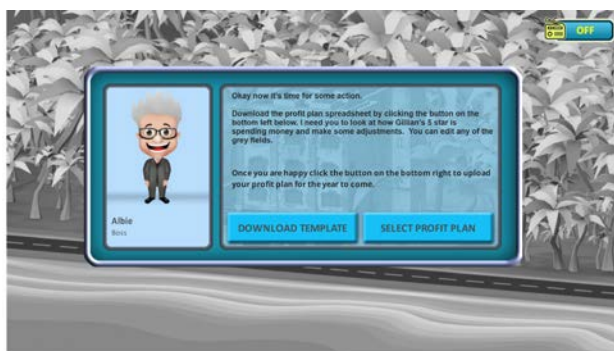 OFF
Okay now it's time for some action.
Download the profit plan spreadsheet by clicking the button on the
bottom left below. I need you to look at how Gillian's 5 star is
spending money and make some adjustments. You can edit any of the
grey fields.
Once you are happy click the button on the bottom right to upload
your profit plan for the year to come.
Albie
Boss
DOWNLOAD TEMPLATE
SELECT PROFIT PLAN